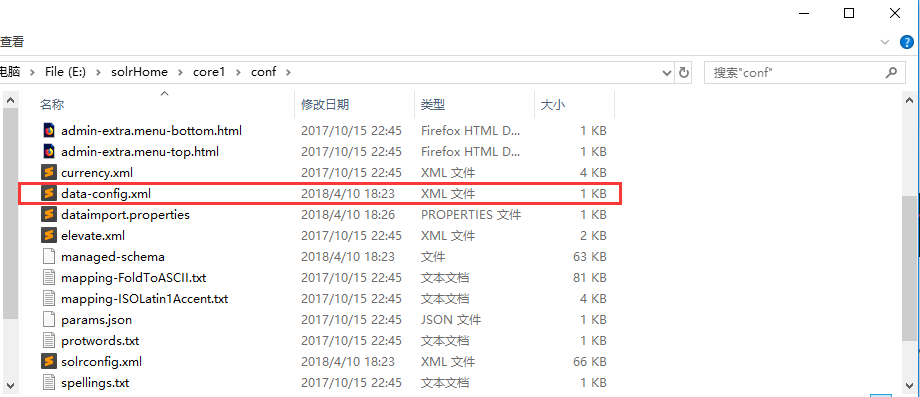 查看
电脑 › File (E:) › solrHome › core1 › conf ›
搜索"conf"
名称 修改日期 类型 大小
admin-extra.menu-bottom.html 2017/10/15 22:45 Firefox HTML D... 1 KB
admin-extra.menu-top.html 2017/10/15 22:45 Firefox HTML D... 1 KB
currency.xml 2017/10/15 22:45 XML 文件 4 KB
data-config.xml 2018/4/10 18:23 XML 文件 1 KB
dataimport.properties 2018/4/10 18:26 PROPERTIES 文件 1 KB
elevate.xml 2017/10/15 22:45 XML 文件 2 KB
managed-schema 2018/4/10 18:23 文件 63 KB
mapping-FoldToASCII.txt 2017/10/15 22:45 文本文档 81 KB
mapping-ISOLatin1Accent.txt 2017/10/15 22:45 文本文档 4 KB
params.json 2017/10/15 22:45 JSON 文件 1 KB
protwords.txt 2017/10/15 22:45 文本文档 1 KB
solrconfig.xml 2018/4/10 18:23 XML 文件 66 KB
spellings.txt 2017/10/15 22:45 文本文档 1 KB